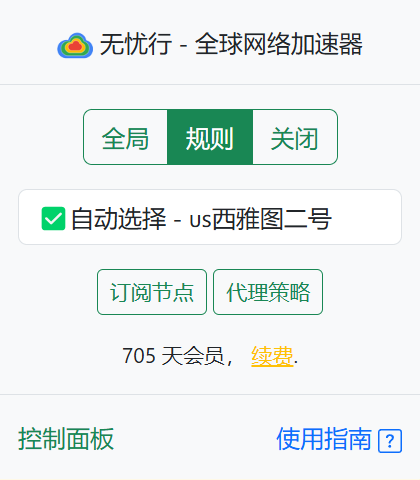 无忧行 - 全球网络加速器
全局 规则 关闭
自动选择 - us西雅图二号
订阅节点 代理策略
705 天会员， 续费.
控制面板 使用指南 ?